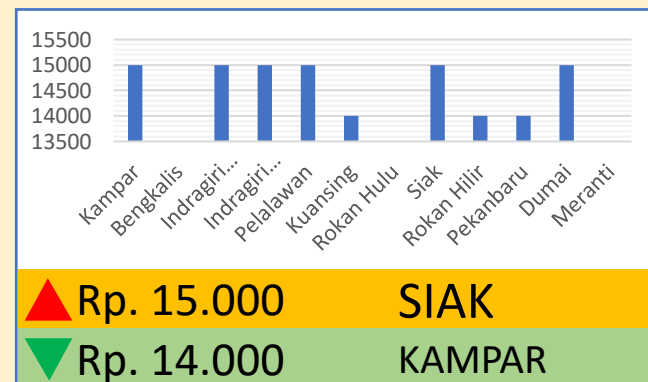 15500
15000
14500
14000
13500
Kampar
Bengkalis
Indragiri...
Indragiri...
Pelalawan
Kuansing
Rokan Hulu
Siak
Rokan Hilir
Pekanbaru
Dumai
Meranti
Rp. 15.000 SIAK
Rp. 14.000 KAMPAR